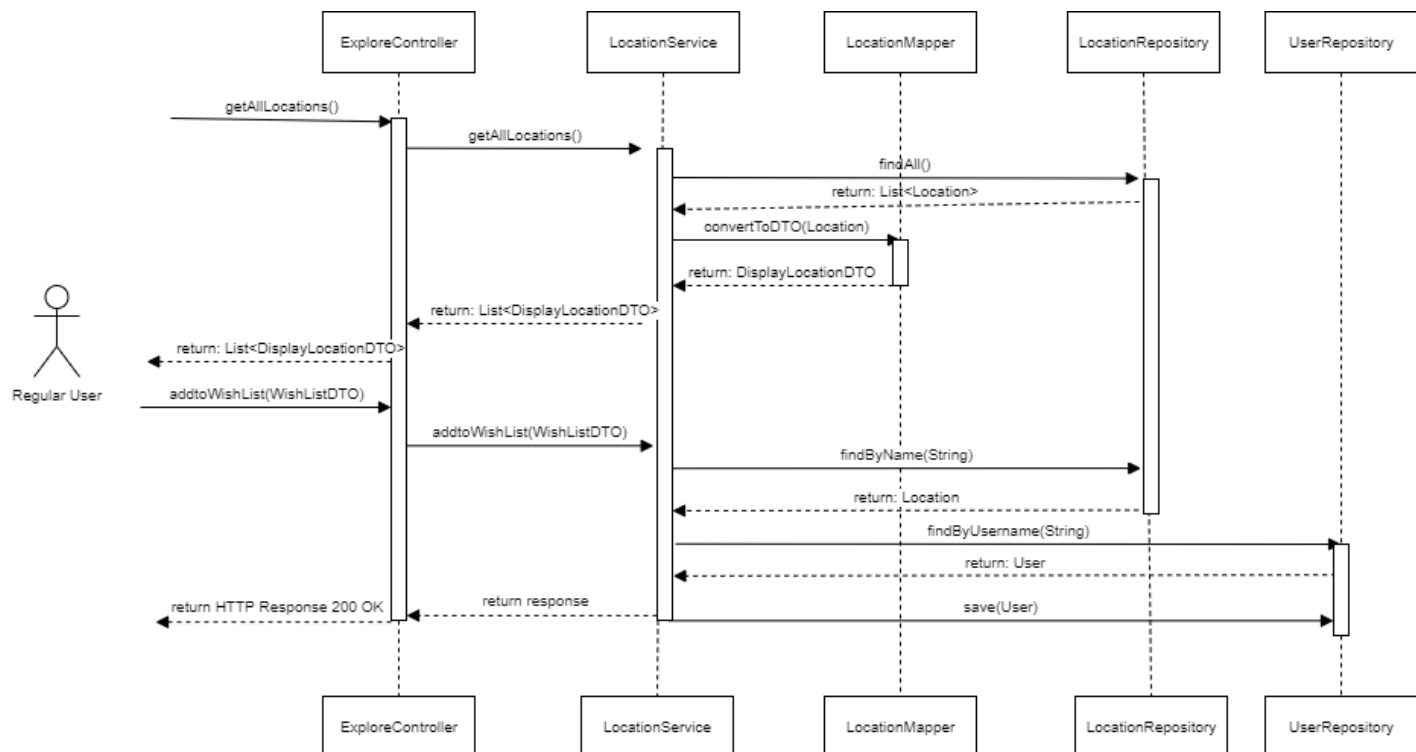 ExploreController
LocationService
LocationMapper
LocationRepository
UserRepository
getAllLocations()
getAllLocations()
findAll()
return: List<Location>
convertToDTO(Location)
return: DisplayLocationDTO
return: List<DisplayLocationDTO>
return: List<DisplayLocationDTO>
Regular User
addtoWishList(WishListDTO)
addtoWishList(WishListDTO)
findByName(String)
return: Location
findByUsername(String)
return: User
return response
return HTTP Response 200 OK
save(User)
ExploreController
LocationService
LocationMapper
LocationRepository
UserRepository